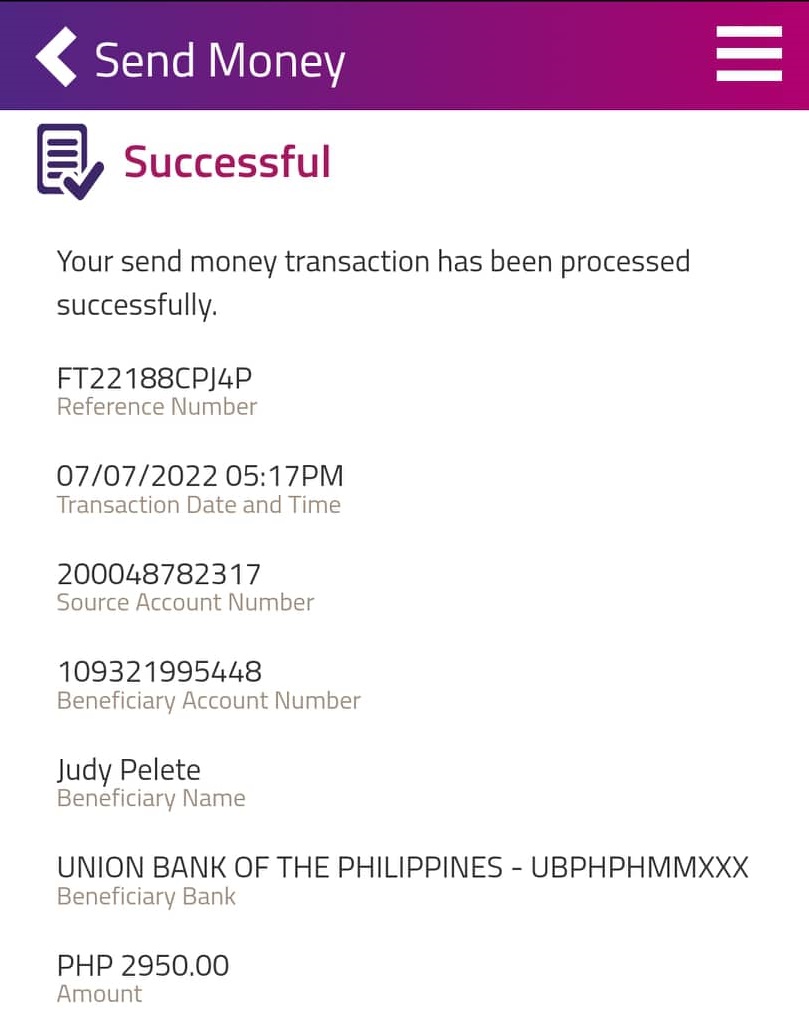 Send Money
Successful
Your send money transaction has been processed
successfully.
FT22188CPJ4P
Reference Number
07/07/2022 05:17PM
Transaction Date and Time
200048782317
Source Account Number
109321995448
Beneficiary Account Number
Judy Pelete
Beneficiary Name
UNION BANK OF THE PHILIPPINES - UBPHPHMMXXX
Beneficiary Bank
PHP 2950.00
Amount